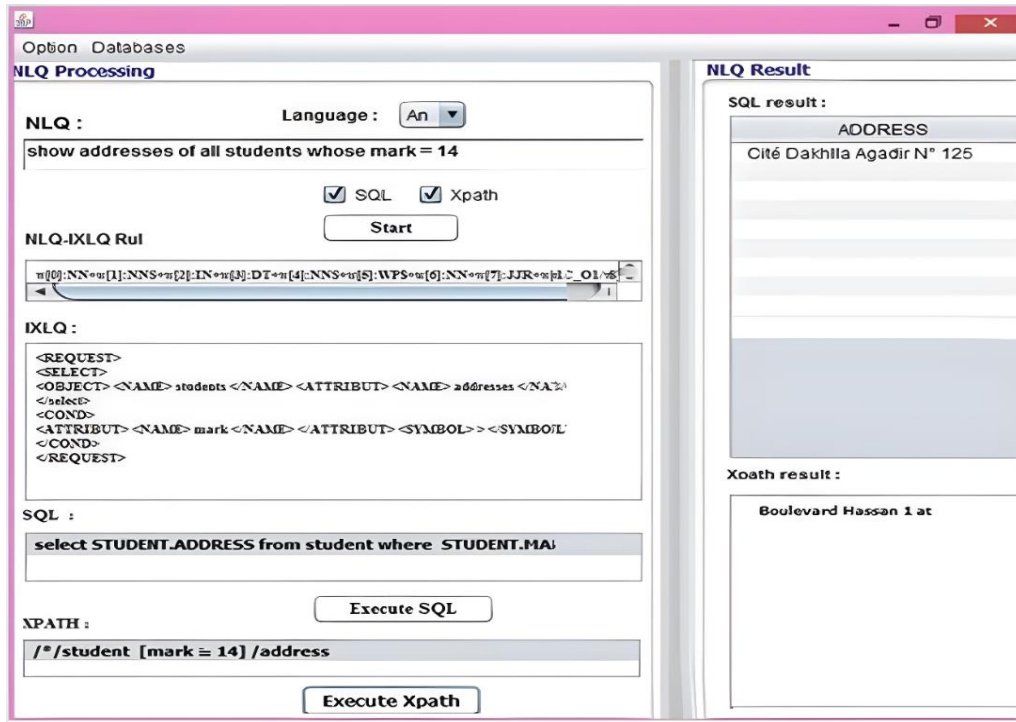 Option Databases
NLQ Processing
Language : An
NLQ :
show addresses of all students whose mark = 14
SQL Xpath
Start
NLQ-IXLQ Rul
IXLQ :
<REQUEST>
<SELECT>
<OBJECT> <NAME> students </NAME> <ATTRIBUT> <NAME> addresses
</select>
<COND>
<ATTRIBUT> <NAME> mark </NAME> </ATTRIBUT> <SYMBOL> > </SYMBOL
</COND>
</REQUEST>
SQL :
select STUDENT.ADDRESS from student where STUDENT.MA
Execute SQL
XPATH :
/*/student [mark = 14] /address
Execute Xpath
NLQ Result
SQL result :
ADDRESS
Cité Dakhlla Agadir N° 125
Xoath result :
Boulevard Hassan 1 at